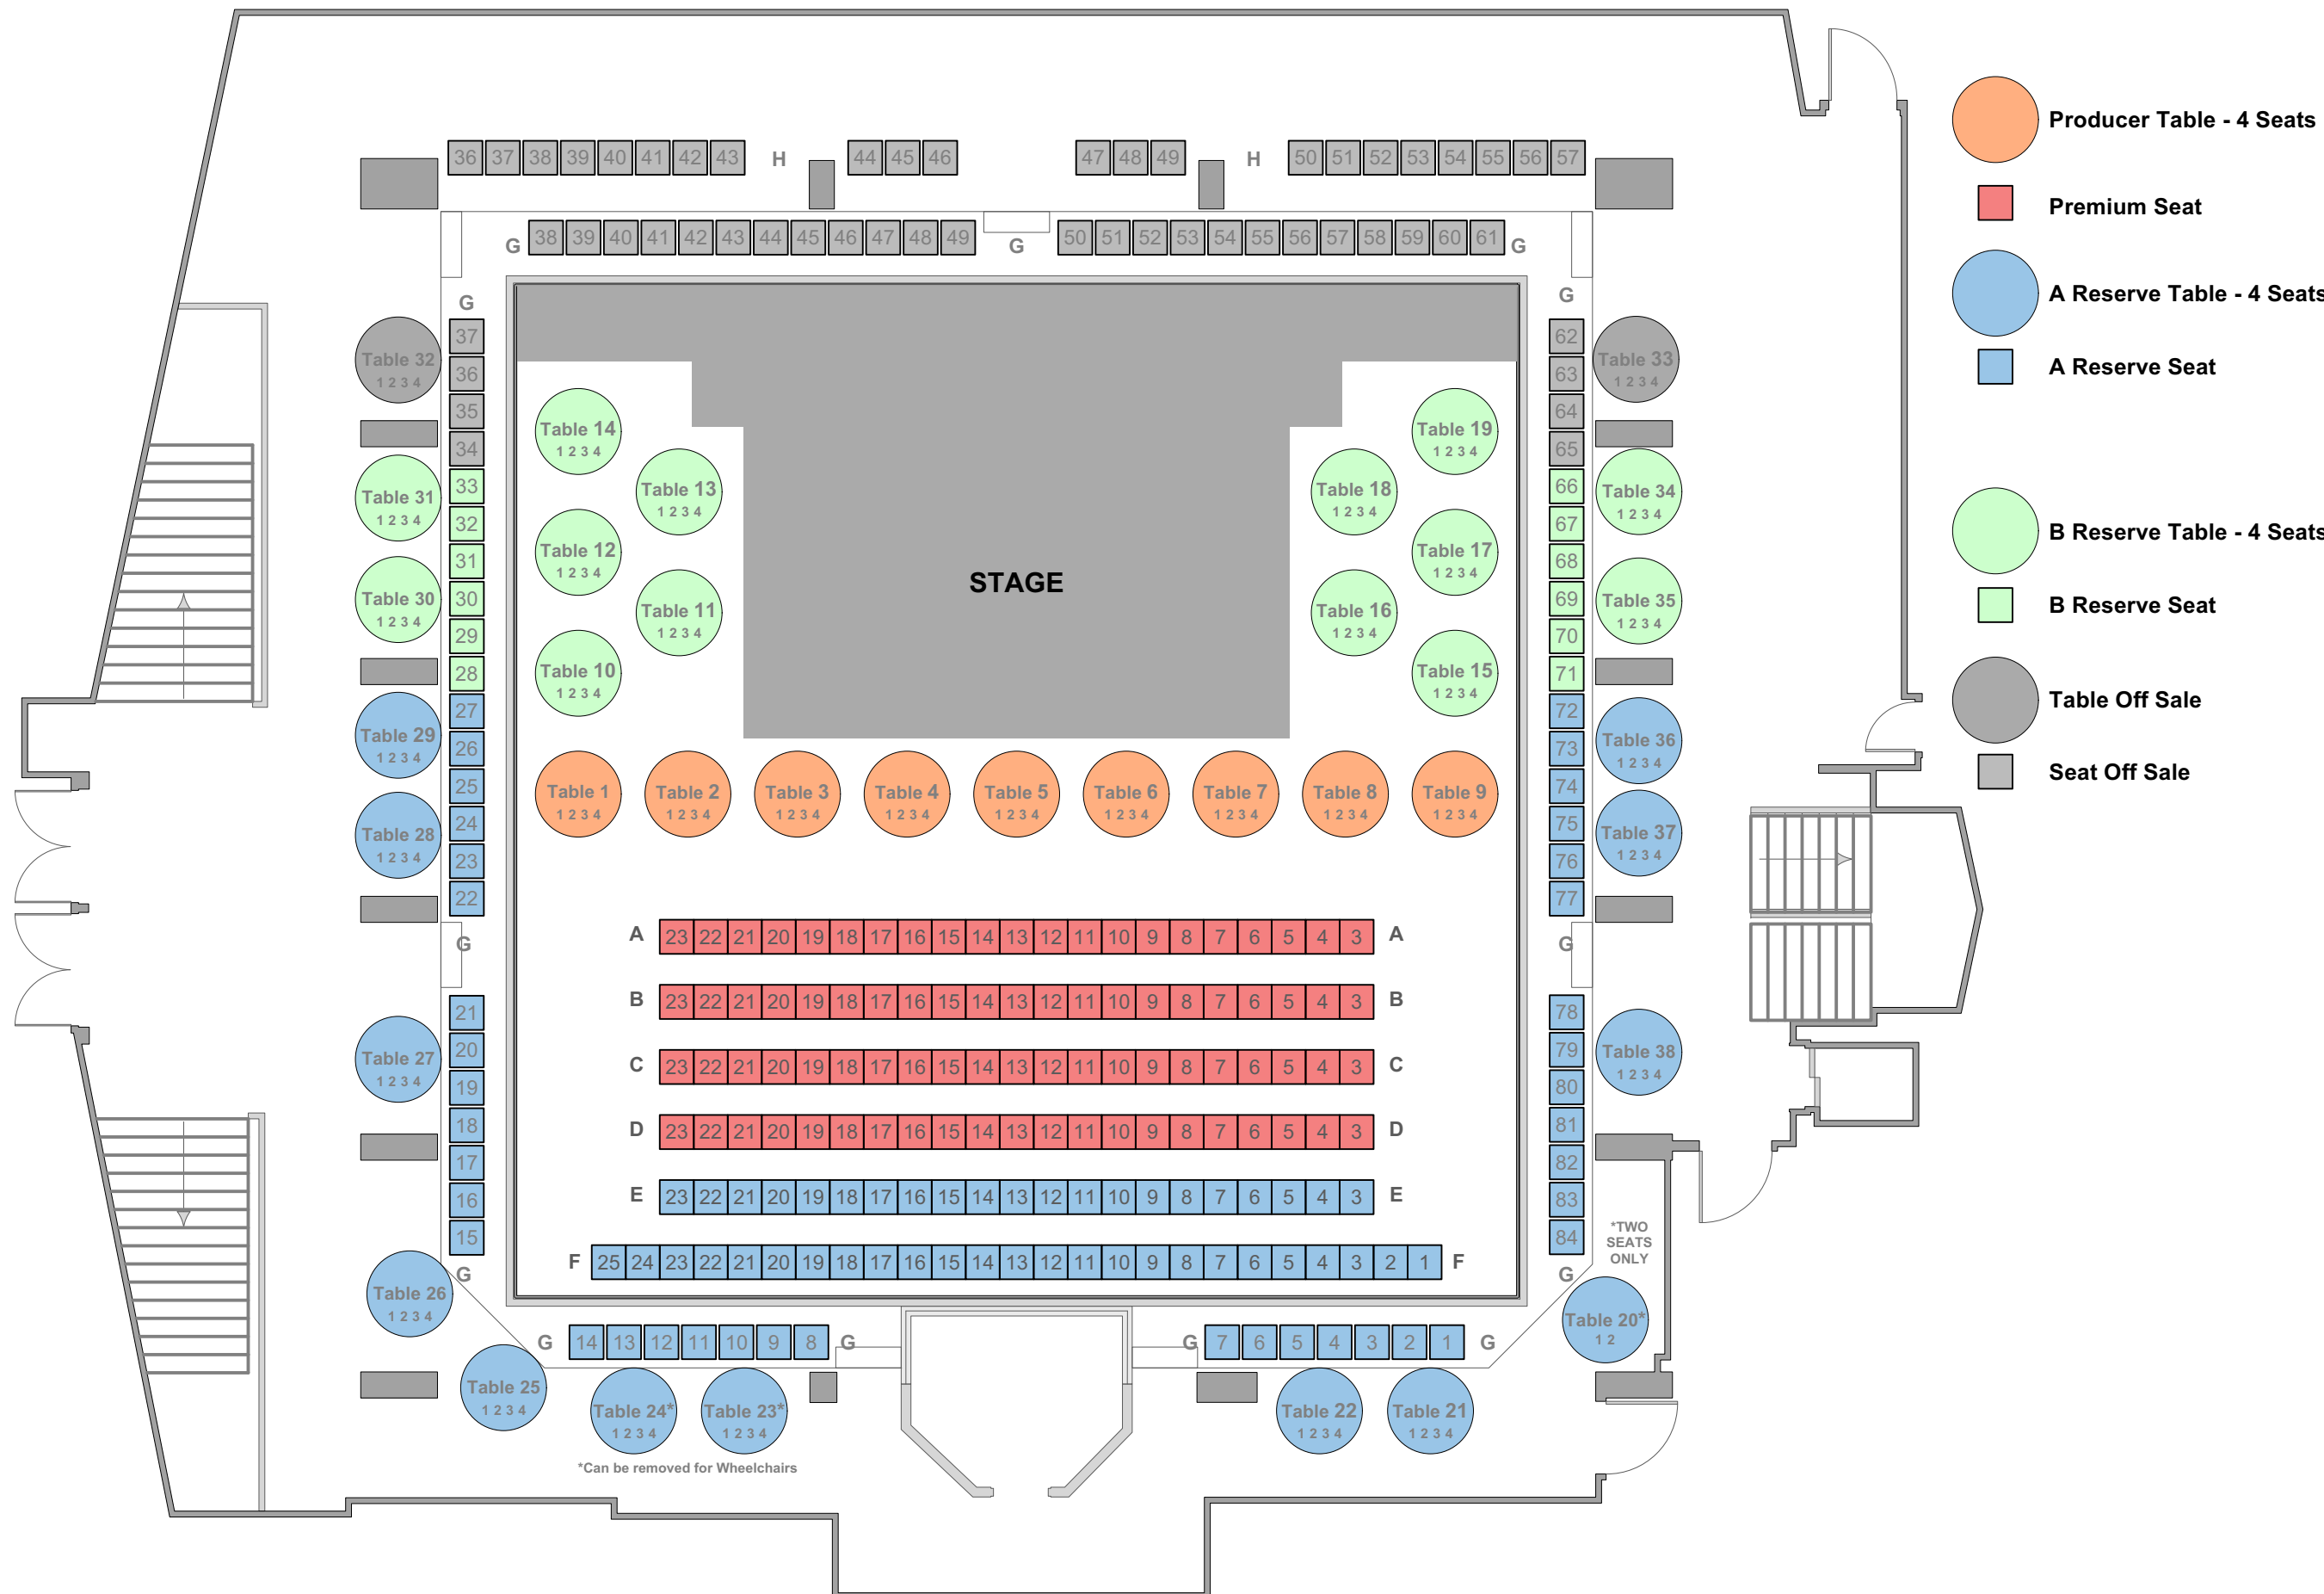 36 37 38 39 40 41 42 43 H 44 45 46 47 48 49 H 50 51 52 53 54 55 56 57
G 38 39 40 41 42 43 44 45 46 47 48 49 G 50 51 52 53 54 55 56 57 58 59 60 61 G
G
37
36
35
34
33
32
31
30
29
28
27
26
25
24
23
22
G
21
20
19
18
17
16
15
G
Table 32
1 2 3 4
Table 31
1 2 3 4
Table 30
1 2 3 4
Table 29
1 2 3 4
Table 28
1 2 3 4
Table 27
1 2 3 4
Table 26
1 2 3 4
Table 25
1 2 3 4
Table 14
1 2 3 4
Table 13
1 2 3 4
Table 12
1 2 3 4
Table 11
1 2 3 4
Table 10
1 2 3 4
STAGE
Table 19
1 2 3 4
Table 18
1 2 3 4
Table 17
1 2 3 4
Table 16
1 2 3 4
Table 15
1 2 3 4
Table 1 Table 2 Table 3 Table 4 Table 5 Table 6 Table 7 Table 8 Table 9
1 2 3 4 1 2 3 4 1 2 3 4 1 2 3 4 1 2 3 4 1 2 3 4 1 2 3 4 1 2 3 4 1 2 3 4
A 23 22 21 20 19 18 17 16 15 14 13 12 11 10 9 8 7 6 5 4 3 A
B 23 22 21 20 19 18 17 16 15 14 13 12 11 10 9 8 7 6 5 4 3 B
C 23 22 21 20 19 18 17 16 15 14 13 12 11 10 9 8 7 6 5 4 3 C
D 23 22 21 20 19 18 17 16 15 14 13 12 11 10 9 8 7 6 5 4 3 D
E 23 22 21 20 19 18 17 16 15 14 13 12 11 10 9 8 7 6 5 4 3 E
F 25 24 23 22 21 20 19 18 17 16 15 14 13 12 11 10 9 8 7 6 5 4 3 2 1 F
G 14 13 12 11 10 9 8 G G 7 6 5 4 3 2 1 G
Table 24* Table 23* Table 22 Table 21
1 2 3 4 1 2 3 4 1 2 3 4 1 2 3 4
*Can be removed for Wheelchairs
G
62
63
64
65
66
67
68
69
70
71
72
73
74
75
76
77
G
78
79
80
81
82
83
84
G
Table 33
1 2 3 4
Table 34
1 2 3 4
Table 35
1 2 3 4
Table 36
1 2 3 4
Table 37
1 2 3 4
Table 38
1 2 3 4
*TWO
SEATS
ONLY
Table 20*
1 2
Producer Table - 4 Seats
Premium Seat
A Reserve Table - 4 Seats
A Reserve Seat
B Reserve Table - 4 Seats
B Reserve Seat
Table Off Sale
Seat Off Sale